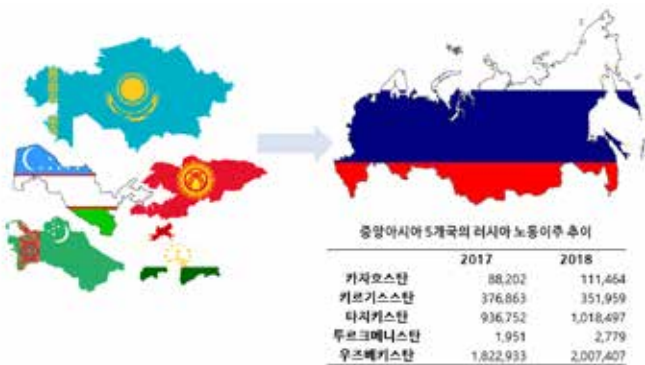 중앙아시아 5개국의 러시아 노동이주 추이
2017 2018
카자흐스탄 88,202 111,464
키르기스스탄 376,863 351,959
타지키스탄 936,752 1,018,497
투르크메니스탄 1,951 2,779
우즈베키스탄 1,822,933 2,007,407